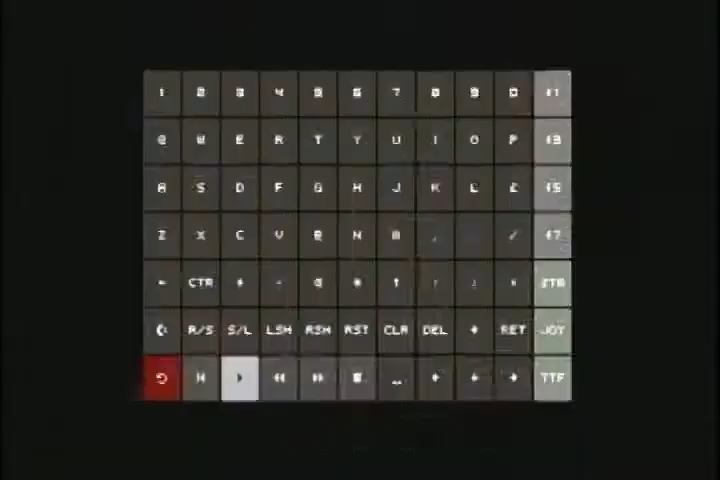 1 2 3 4 5 6 7 8 9 0 f1
Q W E R T Y U I O P f3
A S D F G H J K L £ f5
Z X C V B N M , . / f7
← CTR + - @ * ↑ : ; = STR
R/S S/L LSH RSH RST CLR DEL RET JOY
TTF